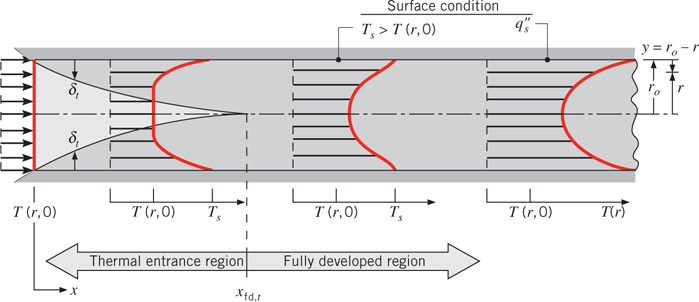 Surface condition
T_s > T(r, 0)
q″_s
y = r_o – r
δ_t
r_o
r
δ_t
T(r, 0)
T(r, 0)
T_s
T(r, 0)
T_s
T(r, 0)
T(r)
Thermal entrance region
Fully developed region
x
x_fd,t